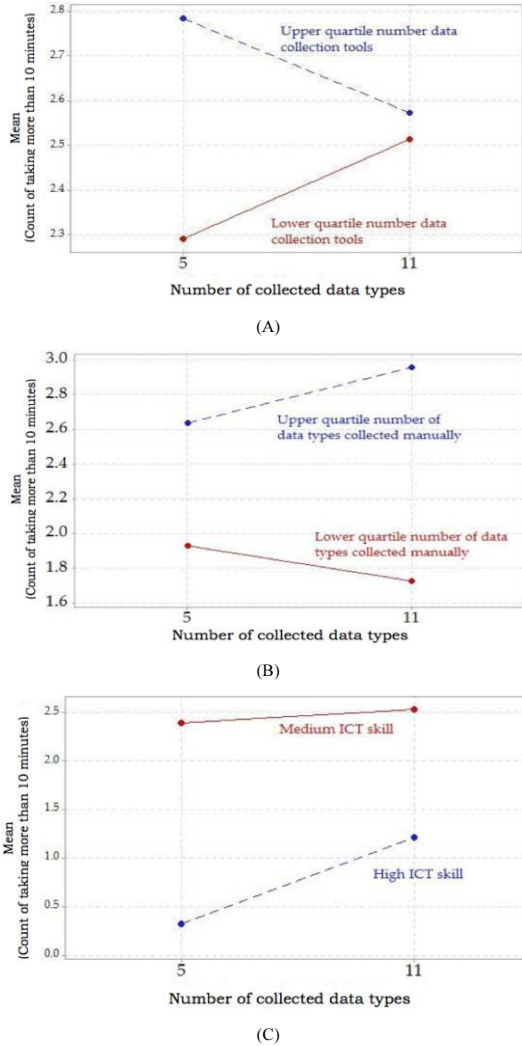 2.8
2.7
2.6
2.5
2.4
2.3
Mean
(Count of taking more than 10 minutes)
Upper quartile number data
collection tools
Lower quartile number data
collection tools
5 11
Number of collected data types
(A)
3.0
2.8
2.6
2.4
2.2
2.0
1.8
1.6
Mean
(Count of taking more than 10 minutes)
Upper quartile number of
data types collected manually
Lower quartile number of data
types collected manually
5 11
Number of collected data types
(B)
2.5
2.0
1.5
1.0
0.5
0.0
Mean
(Count of taking more than 10 minutes)
Medium ICT skill
High ICT skill
5 11
Number of collected data types
(C)